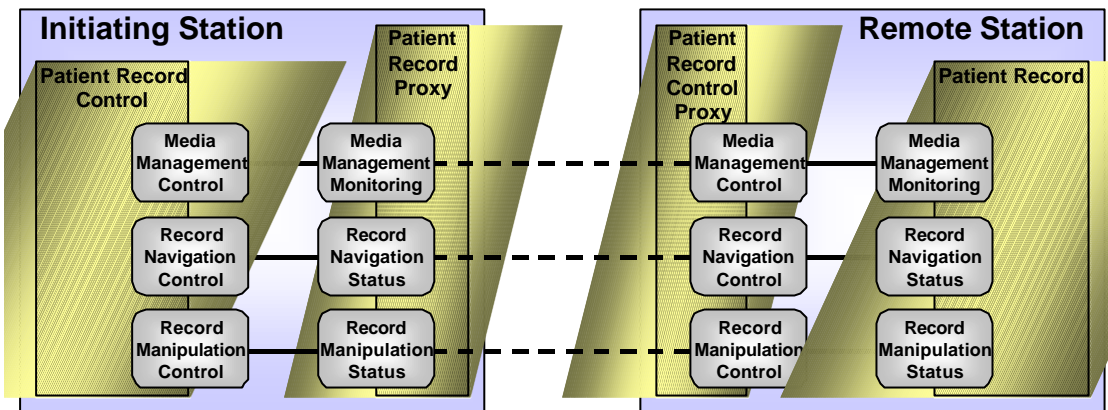 Initiating Station
Remote Station
Patient Record
Control
Patient
Record
Proxy
Patient
Record
Control
Proxy
Patient Record
Media
Management
Control
Media
Management
Monitoring
Media
Management
Control
Media
Management
Monitoring
Record
Navigation
Control
Record
Navigation
Status
Record
Navigation
Control
Record
Navigation
Status
Record
Manipulation
Control
Record
Manipulation
Status
Record
Manipulation
Control
Record
Manipulation
Status